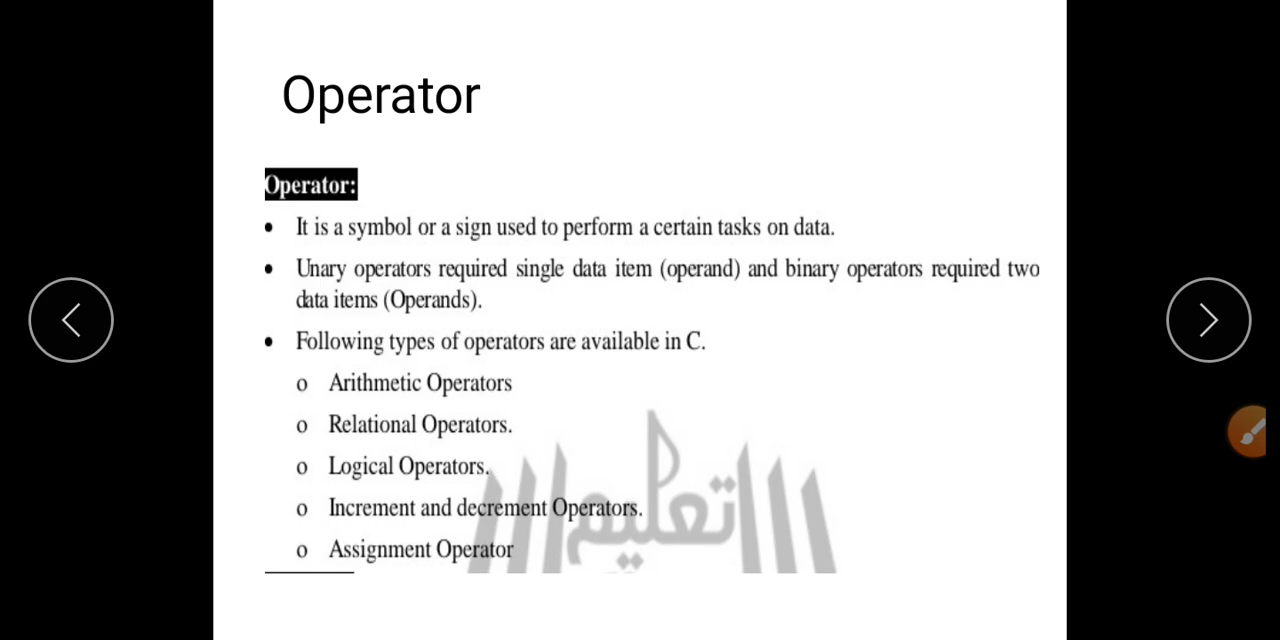 Operator
Operator:
• It is a symbol or a sign used to perform a certain tasks on data.
• Unary operators required single data item (operand) and binary operators required two
data items (Operands).
• Following types of operators are available in C.
o Arithmetic Operators
o Relational Operators.
o Logical Operators.
o Increment and decrement Operators.
o Assignment Operator
تعلیم